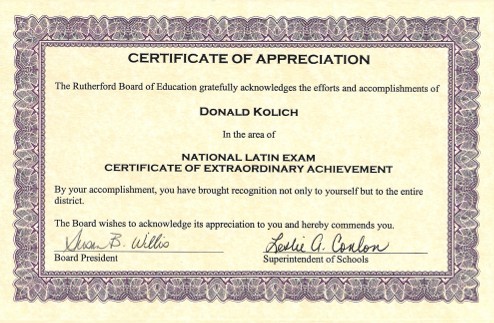 CERTIFICATE OF APPRECIATION
The Rutherford Board of Education gratefully acknowledges the efforts and accomplishments of
DONALD KOLICH
In the area of
NATIONAL LATIN EXAM
CERTIFICATE OF EXTRAORDINARY ACHIEVEMENT
By your accomplishment, you have brought recognition not only to yourself but to the entire
district.
The Board wishes to acknowledge its appreciation to you and hereby commends you.
Susan B. Willis Leslie A. Conlon
Board President Superintendent of Schools